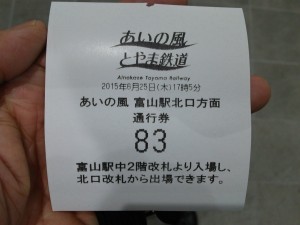 あいの風
とやま鉄道
Ainokaze Toyama Railway
2015年6月25日(木)17時5分
あいの風 富山駅北口方面
通行券
83
富山駅中2階改札より入場し、
北口改札から出場できます。